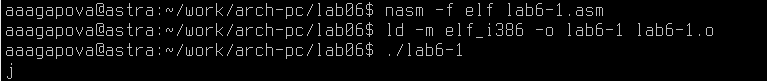 aaagapova@astra:~/work/arch-pc/lab06$ nasm -f elf lab6-1.asm
aaagapova@astra:~/work/arch-pc/lab06$ ld -m elf_i386 -o lab6-1 lab6-1.o
aaagapova@astra:~/work/arch-pc/lab06$ ./lab6-1
j